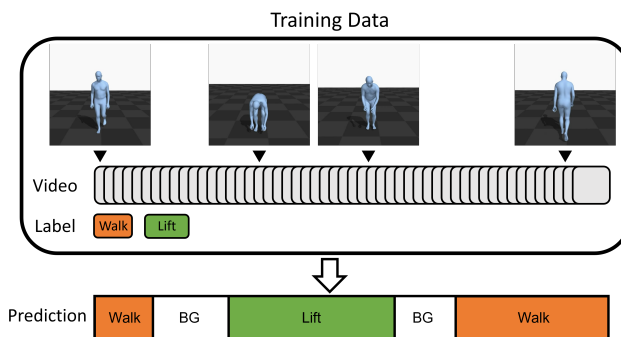 Training Data
Video
Label Walk Lift
Prediction Walk BG Lift BG Walk